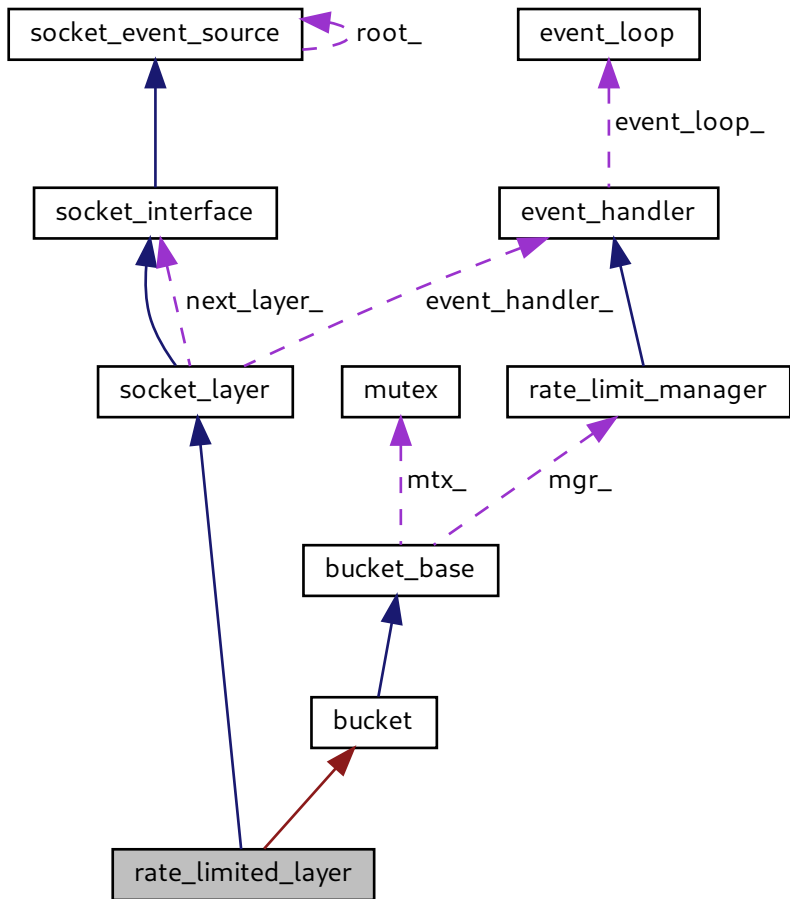 socket_event_source
root_
event_loop
event_loop_
socket_interface
event_handler
next_layer_
event_handler_
socket_layer
mutex
rate_limit_manager
mtx_
mgr_
bucket_base
bucket
rate_limited_layer